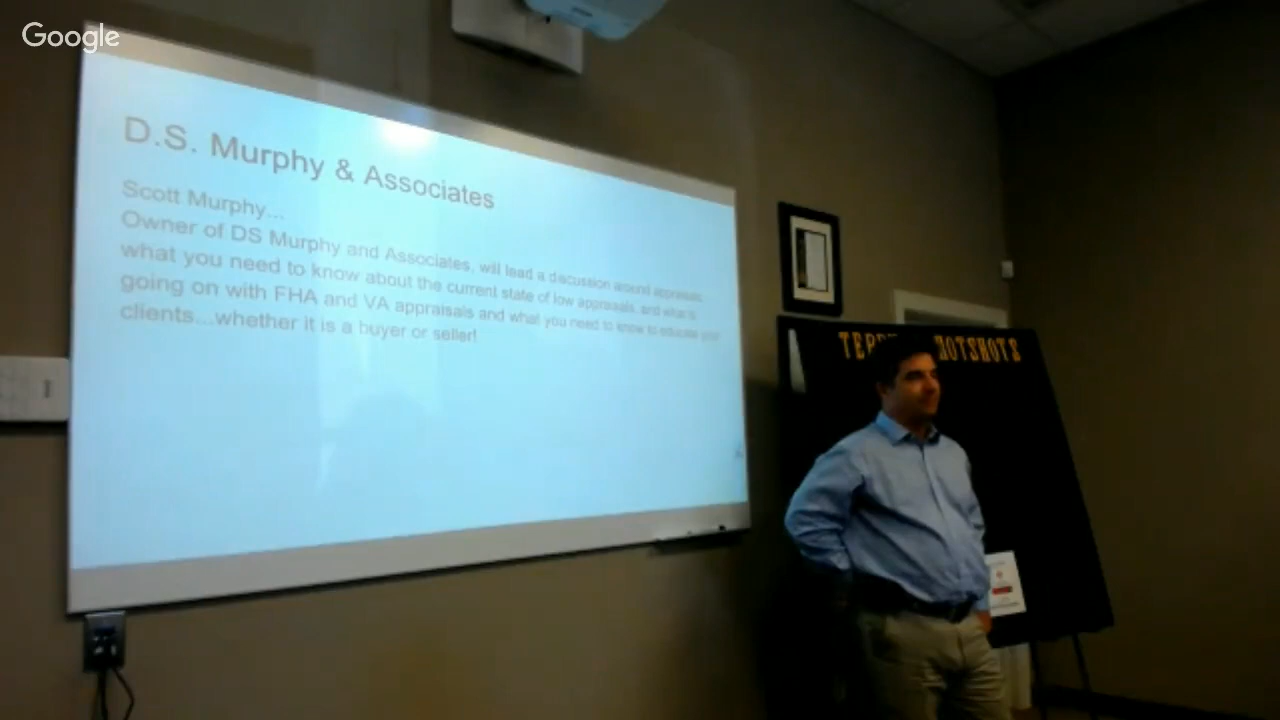 Google
D.S. Murphy & Associates
Scott Murphy...
Owner of DS Murphy and Associates, will lead a discussion around appraisals,
what you need to know about the current state of low appraisals, and what is
going on with FHA and VA appraisals and what you need to know to educate your
clients...whether it is a buyer or seller!
HOTSHOTS